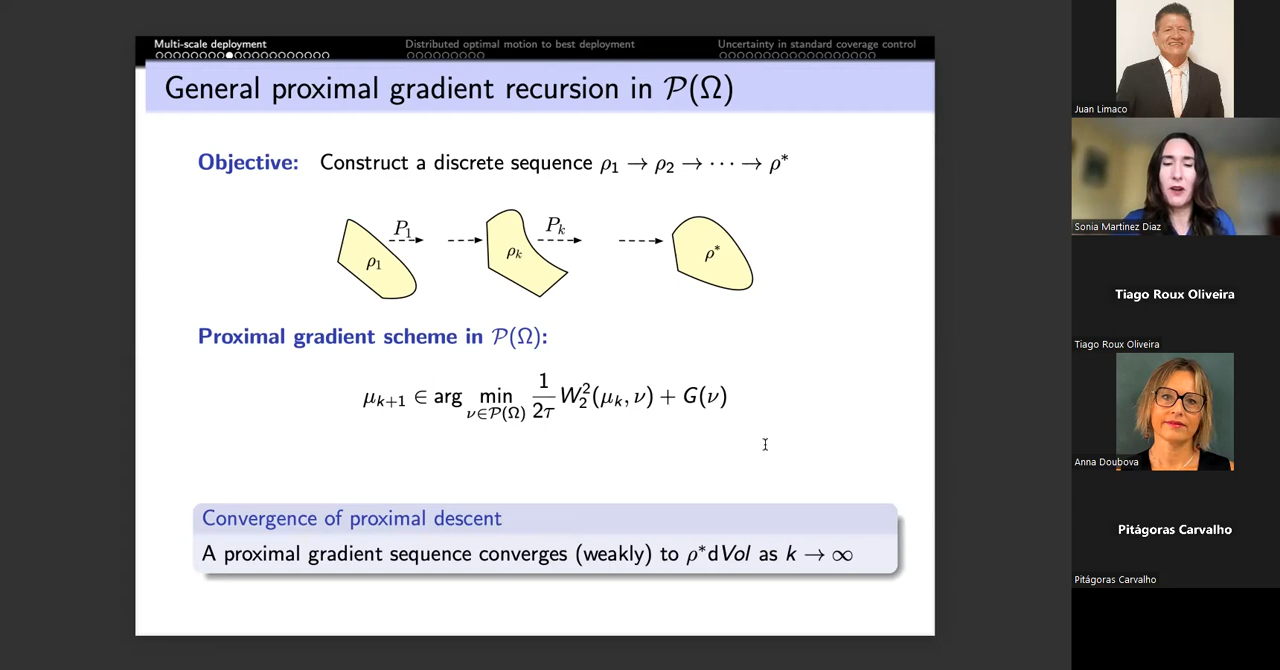 Multi-scale deployment
Distributed optimal motion to best deployment
Uncertainty in standard coverage control
General proximal gradient recursion in 𝒫(Ω)
Objective: Construct a discrete sequence ρ₁ → ρ₂ → ⋯ → ρ*
P₁
ρ₁
ρₖ
Pₖ
ρ*
Proximal gradient scheme in 𝒫(Ω):
μₖ₊₁ ∈ arg min_{ν∈𝒫(Ω)} 1/2τ W₂²(μₖ, ν) + G(ν)
Convergence of proximal descent
A proximal gradient sequence converges (weakly) to ρ*dVol as k → ∞
Juan Limaco
Sonia Martinez Diaz
Tiago Roux Oliveira
Tiago Roux Oliveira
Anna Doubova
Pitágoras Carvalho
Pitágoras Carvalho